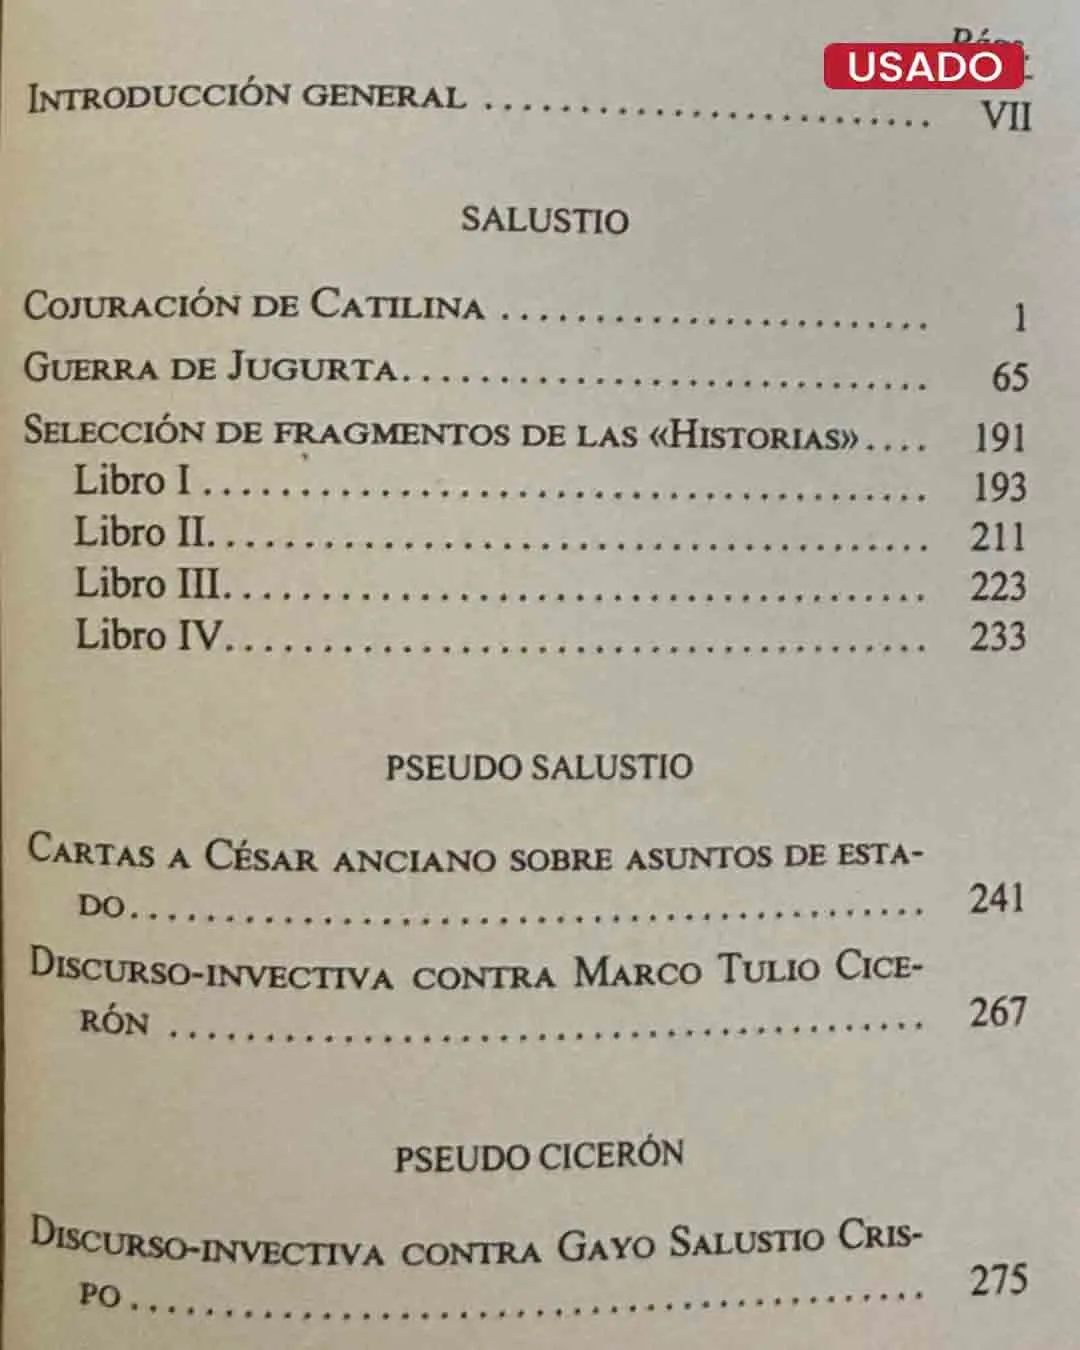 USADO
INTRODUCCIÓN GENERAL ............................ VII
SALUSTIO
COJURACIÓN DE CATILINA ........................ 1
GUERRA DE JUGURTA............................ 65
SELECCIÓN DE FRAGMENTOS DE LAS «HISTORIAS».... 191
Libro I ...................................... 193
Libro II...................................... 211
Libro III..................................... 223
Libro IV..................................... 233
PSEUDO SALUSTIO
CARTAS A CÉSAR ANCIANO SOBRE ASUNTOS DE ESTA-
DO.......................................... 241
DISCURSO-INVECTIVA CONTRA MARCO TULIO CICE-
RÓN ........................................ 267
PSEUDO CICERÓN
DISCURSO-INVECTIVA CONTRA GAYO SALUSTIO CRIS-
PO.......................................... 275